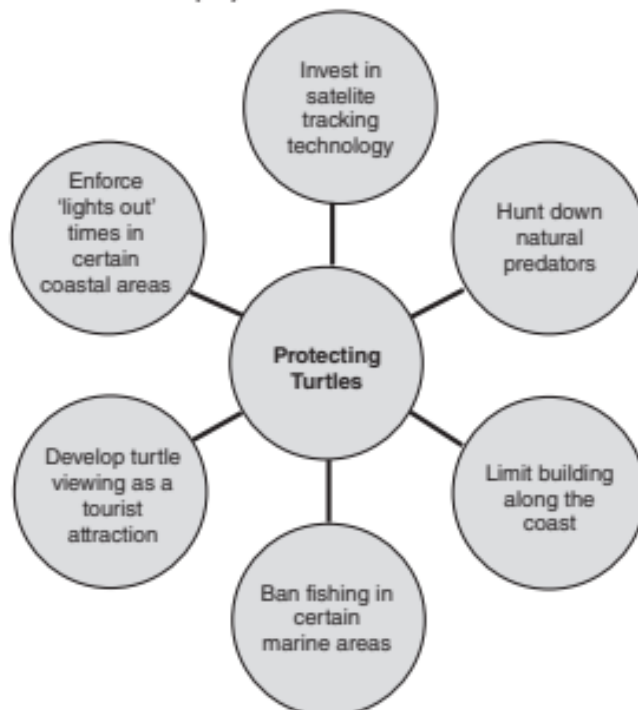 Invest in
satelite
tracking
technology
Enforce
‘lights out’
times in
certain
coastal areas
Hunt down
natural
predators
Protecting
Turtles
Develop turtle
viewing as a
tourist
attraction
Limit building
along the
coast
Ban fishing in
certain
marine areas